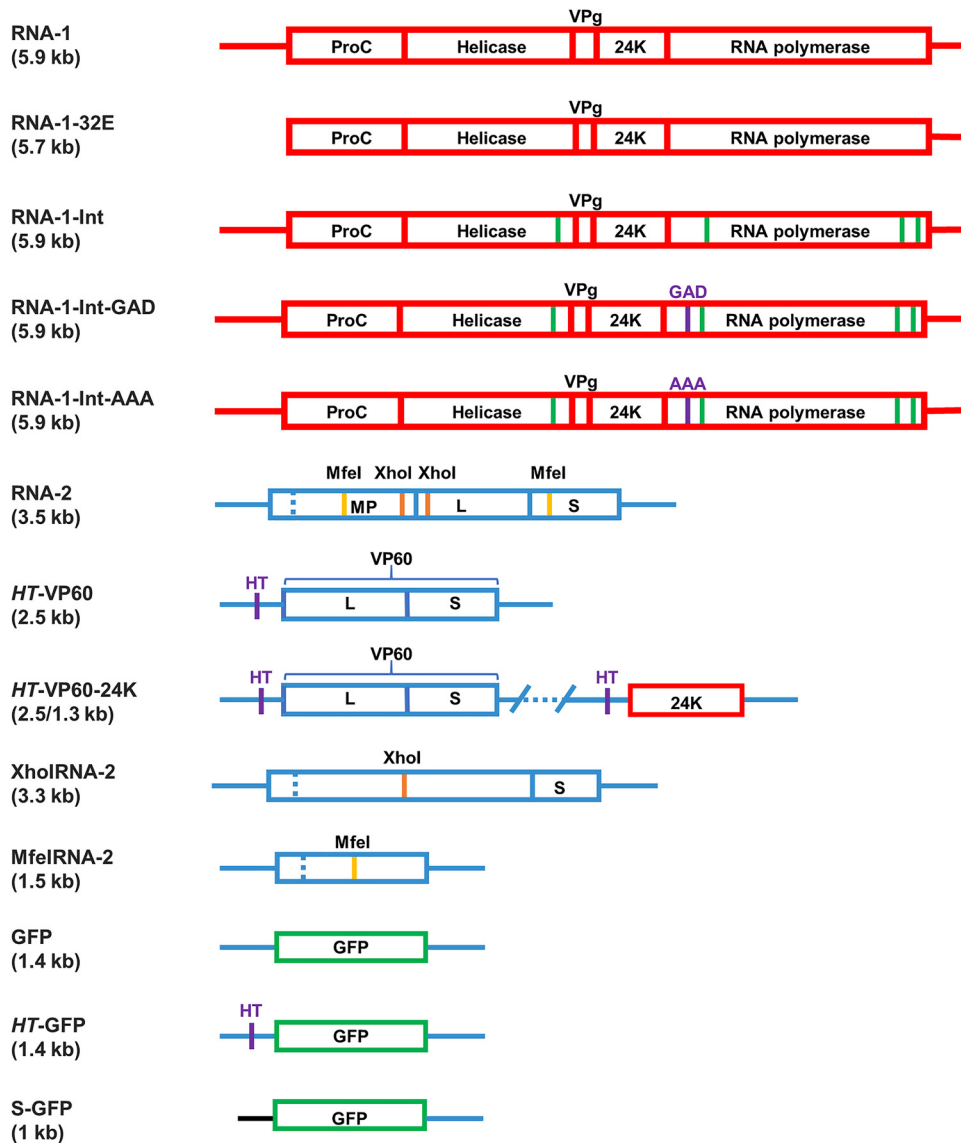 VPg
RNA-1
(5.9 kb)
ProC Helicase 24K RNA polymerase
VPg
RNA-1-32E
(5.7 kb)
ProC Helicase 24K RNA polymerase
VPg
RNA-1-Int
(5.9 kb)
ProC Helicase 24K RNA polymerase
VPg GAD
RNA-1-Int-GAD
(5.9 kb)
ProC Helicase 24K RNA polymerase
VPg AAA
RNA-1-Int-AAA
(5.9 kb)
ProC Helicase 24K RNA polymerase
MfeI XhoI XhoI MfeI
RNA-2
(3.5 kb)
MP L S
VP60
HT
HT-VP60
(2.5 kb)
L S
VP60
HT HT
HT-VP60-24K
(2.5/1.3 kb)
L S 24K
XhoI
XhoIRNA-2
(3.3 kb)
S
MfeI
MfeIRNA-2
(1.5 kb)
GFP
(1.4 kb)
GFP
HT
HT-GFP
(1.4 kb)
GFP
S-GFP
(1 kb)
GFP